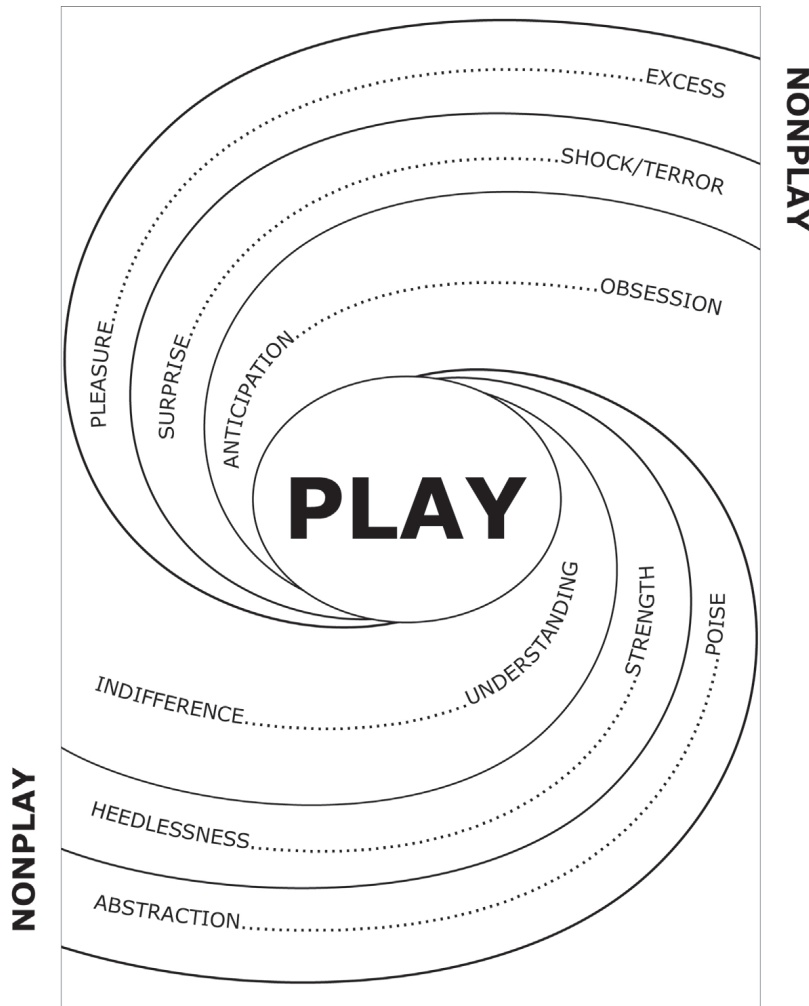 EXCESS
NONPLAY
SHOCK/TERROR
OBSESSION
PLEASURE
SURPRISE
ANTICIPATION
PLAY
UNDERSTANDING
STRENGTH
POISE
INDIFFERENCE
HEEDLESSNESS
NONPLAY
ABSTRACTION